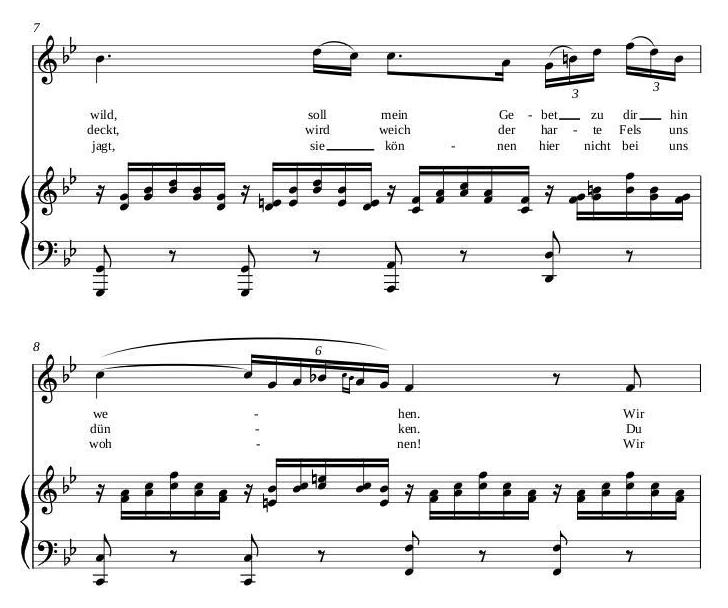 7
3
3
wild, soll mein Ge - bet zu dir hin
deckt, wird weich der har - te Fels uns
jagt, sie kön - nen hier nicht bei uns
8
6
we - hen. Wir
dün - ken. Du
woh - nen! Wir